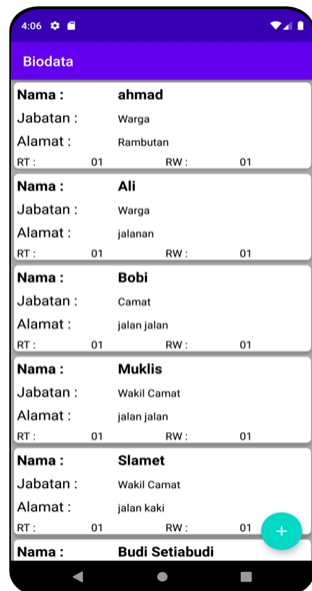 4:06
Biodata
Nama : ahmad
Jabatan : Warga
Alamat : Rambutan
RT : 01 RW : 01
Nama : Ali
Jabatan : Warga
Alamat : jalanan
RT : 01 RW : 01
Nama : Bobi
Jabatan : Camat
Alamat : jalan jalan
RT : 01 RW : 01
Nama : Muklis
Jabatan : Wakil Camat
Alamat : jalan jalan
RT : 01 RW : 01
Nama : Slamet
Jabatan : Wakil Camat
Alamat : jalan kaki
RT : 01 RW : 01
+
Nama : Budi Setiabudi